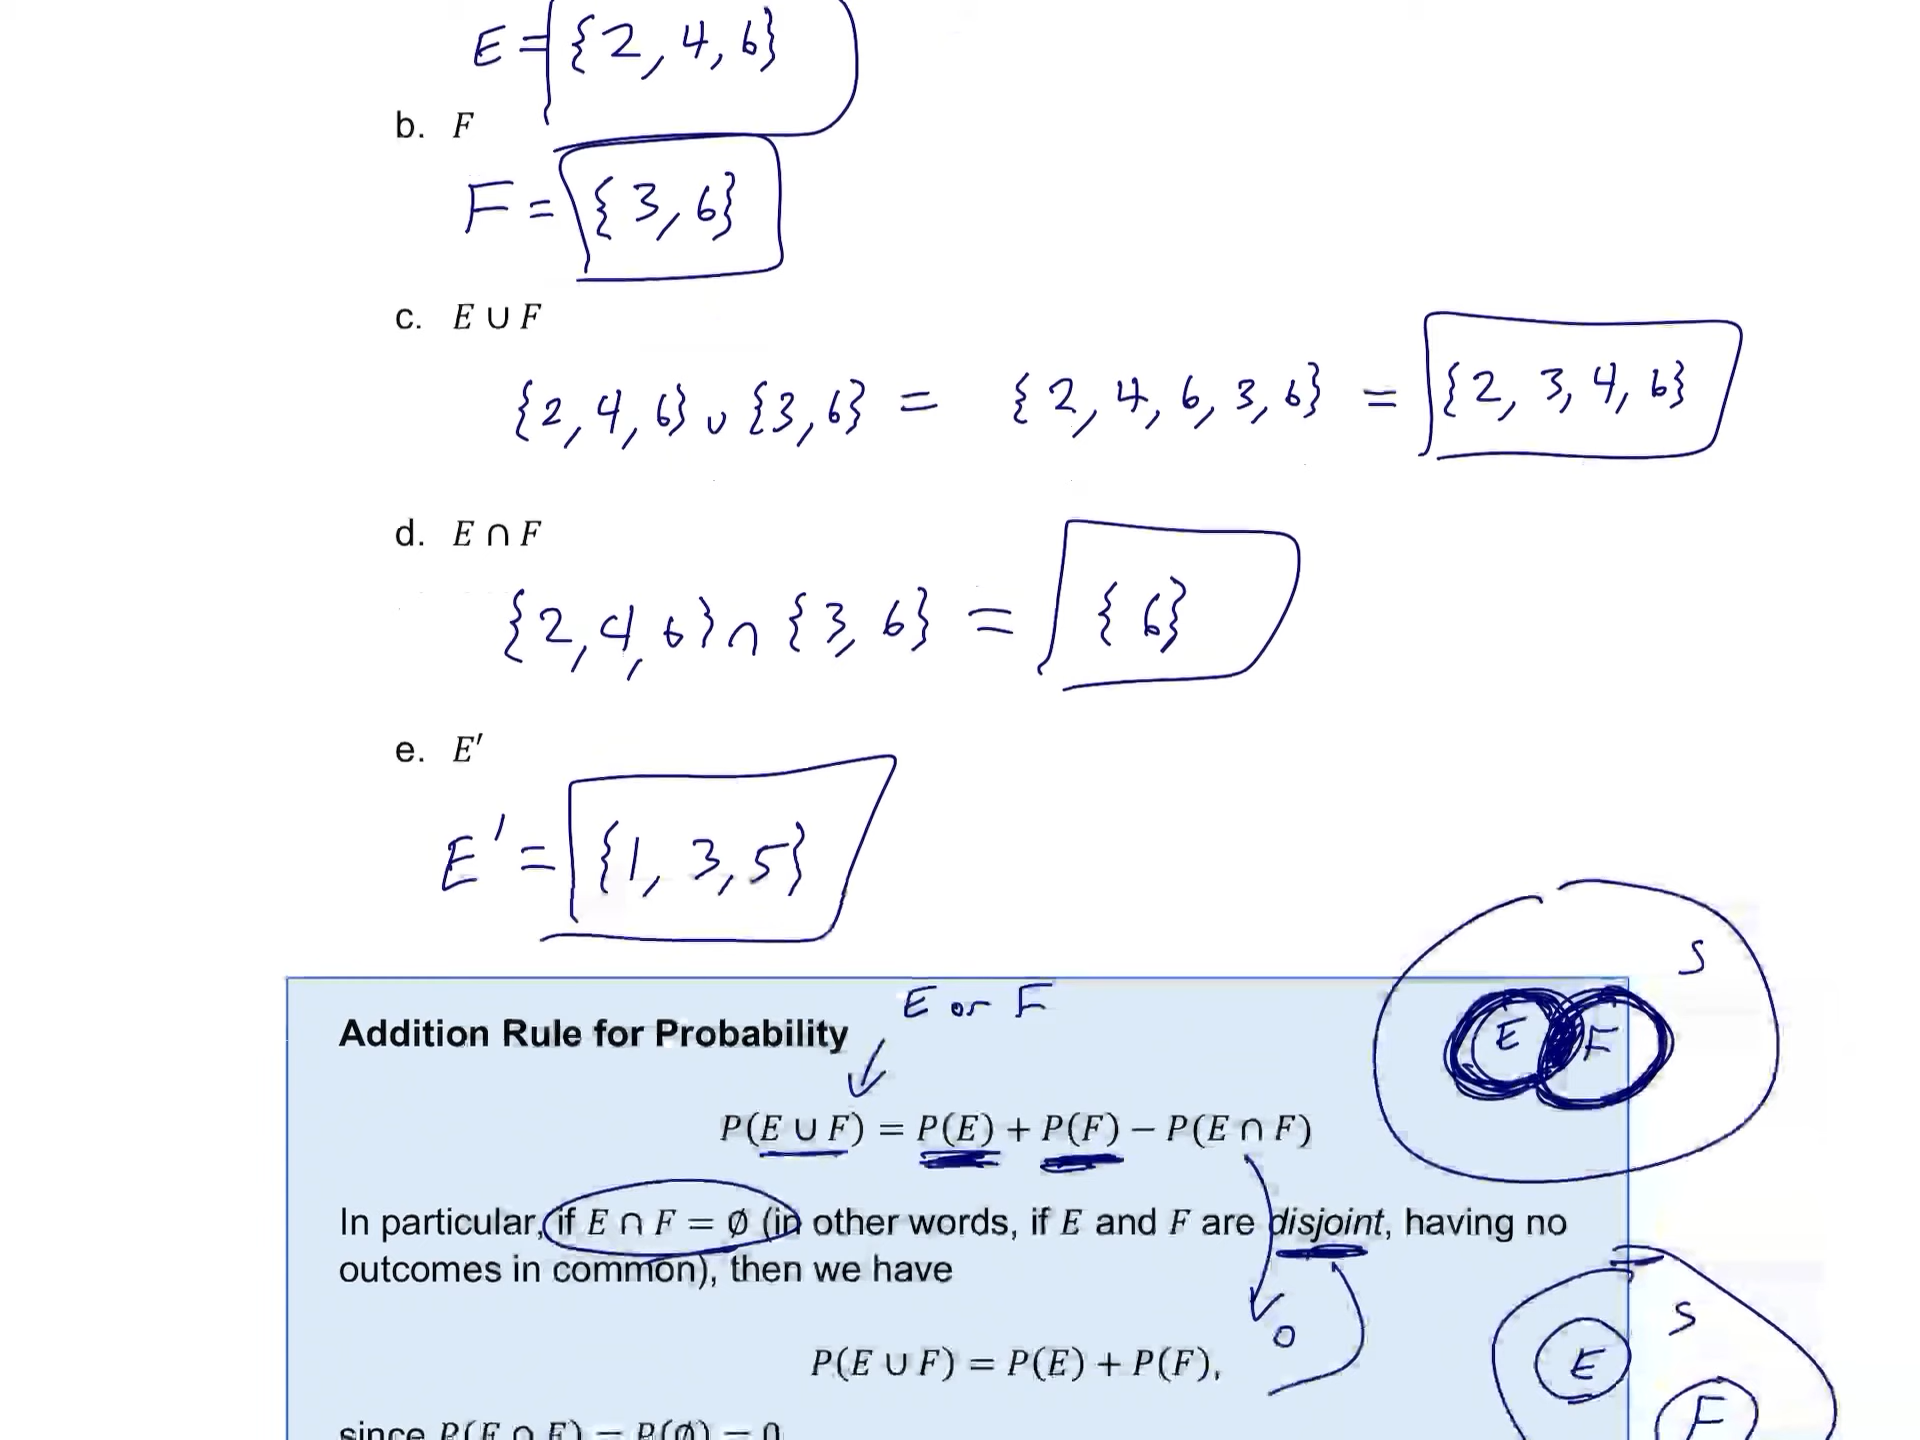 E = {2, 4, 6}
b. F
F = {3, 6}
c. E ∪ F
{2, 4, 6} ∪ {3, 6} = {2, 4, 6, 3, 6} = {2, 3, 4, 6}
d. E ∩ F
{2, 4, 6} ∩ {3, 6} = {6}
e. E′
E′ = {1, 3, 5}
S
E F
E or F
Addition Rule for Probability
P(E ∪ F) = P(E) + P(F) − P(E ∩ F)
In particular, if E ∩ F = ∅ (in other words, if E and F are disjoint, having no
outcomes in common), then we have
0
S
E
F
P(E ∪ F) = P(E) + P(F),
since P(E ∩ F) = P(∅) = 0